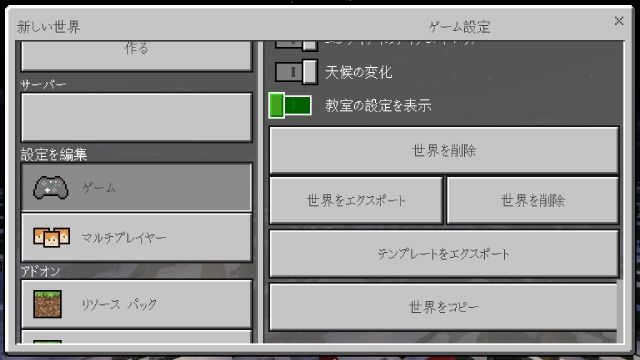 新しい世界
ゲーム設定
作る
サーバー
設定を編集
ゲーム
マルチプレイヤー
アドオン
リソース パック
天候の変化
教室の設定を表示
世界を削除
世界をエクスポート
世界を削除
テンプレートをエクスポート
世界をコピー